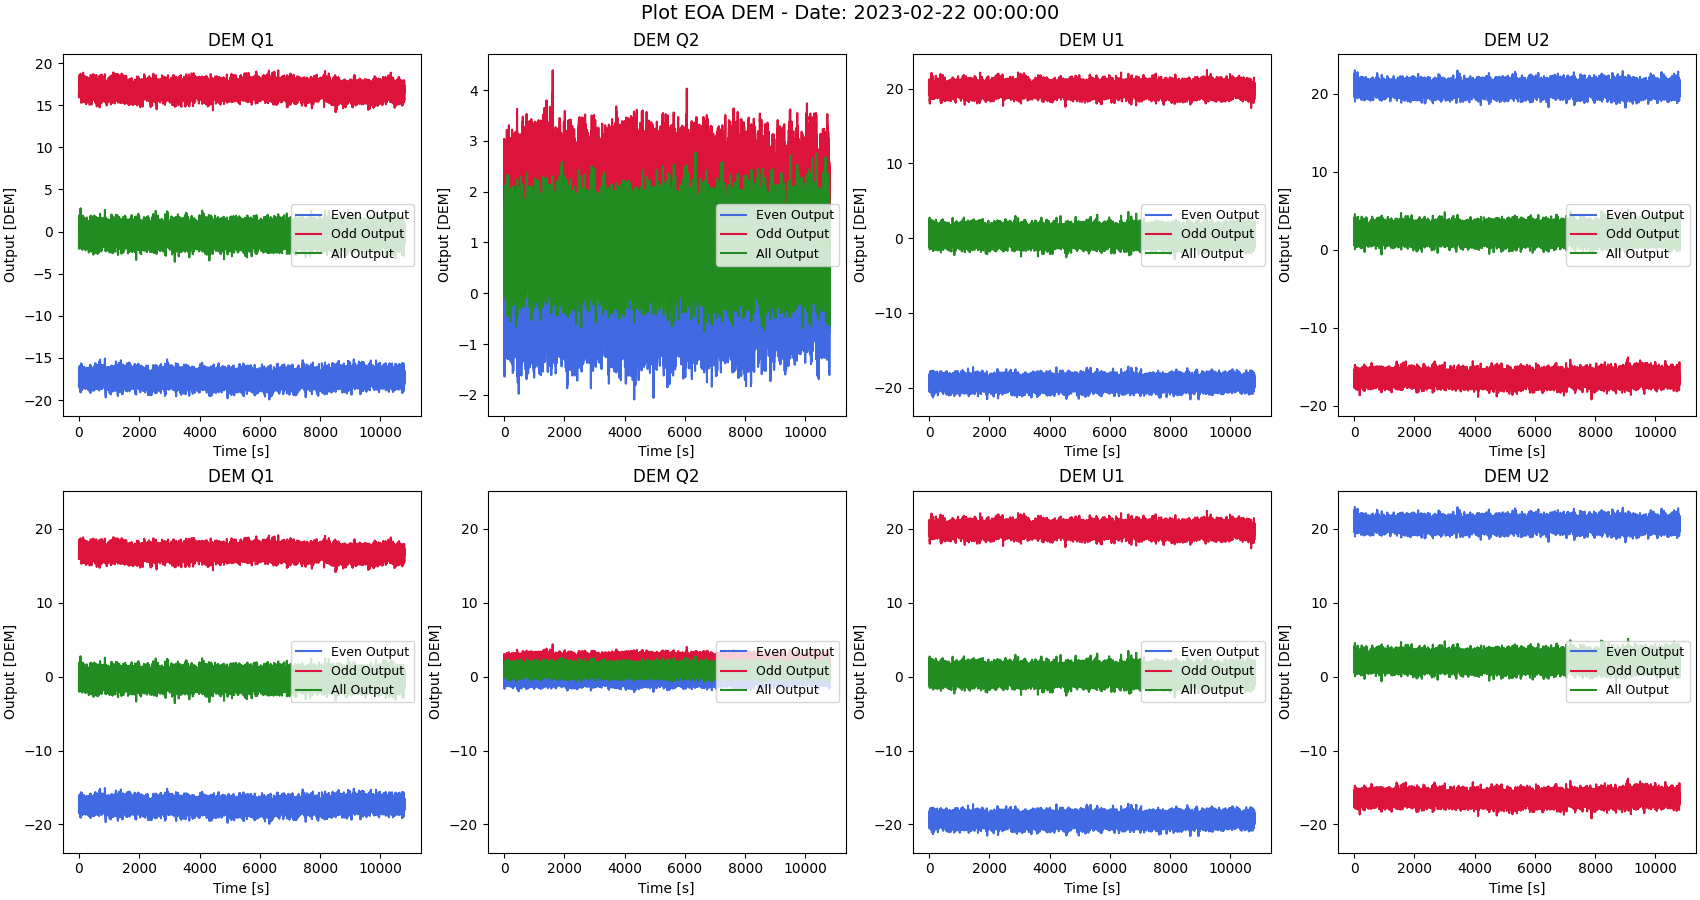 Plot EOA DEM - Date: 2023-02-22 00:00:00
DEM Q1
Output [DEM]
20
15
10
5
0
−5
−10
−15
−20
Even Output
Odd Output
All Output
0 2000 4000 6000 8000 10000
Time [s]
DEM Q2
Output [DEM]
4
3
2
1
0
−1
−2
Even Output
Odd Output
All Output
0 2000 4000 6000 8000 10000
Time [s]
DEM U1
Output [DEM]
20
10
0
−10
−20
Even Output
Odd Output
All Output
0 2000 4000 6000 8000 10000
Time [s]
DEM U2
Output [DEM]
20
10
0
−10
−20
Even Output
Odd Output
All Output
0 2000 4000 6000 8000 10000
Time [s]
DEM Q1
Output [DEM]
20
10
0
−10
−20
Even Output
Odd Output
All Output
0 2000 4000 6000 8000 10000
Time [s]
DEM Q2
Output [DEM]
20
10
0
−10
−20
Even Output
Odd Output
All Output
0 2000 4000 6000 8000 10000
Time [s]
DEM U1
Output [DEM]
20
10
0
−10
−20
Even Output
Odd Output
All Output
0 2000 4000 6000 8000 10000
Time [s]
DEM U2
Output [DEM]
20
10
0
−10
−20
Even Output
Odd Output
All Output
0 2000 4000 6000 8000 10000
Time [s]